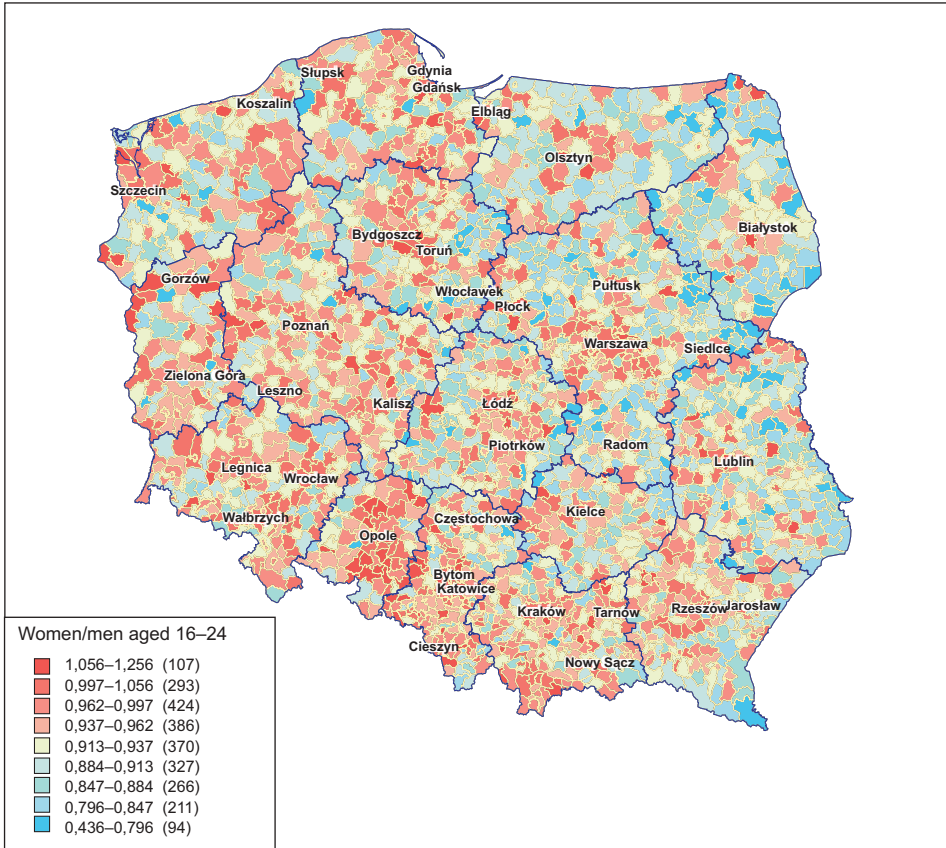 Słupsk
Gdynia
Gdańsk
Koszalin
Elbląg
Olsztyn
Szczecin
Białystok
Bydgoszcz
Toruń
Gorzów
Pułtusk
Włocławek
Płock
Poznań
Warszawa
Siedlce
Zielona Góra
Leszno
Kalisz
Łódź
Piotrków
Radom
Lublin
Legnica
Wrocław
Wałbrzych
Częstochowa
Kielce
Opole
Bytom
Katowice
Kraków
Tarnów
Rzeszów
Jarosław
Cieszyn
Nowy Sącz
Women/men aged 16–24
1,056–1,256 (107)
0,997–1,056 (293)
0,962–0,997 (424)
0,937–0,962 (386)
0,913–0,937 (370)
0,884–0,913 (327)
0,847–0,884 (266)
0,796–0,847 (211)
0,436–0,796 (94)